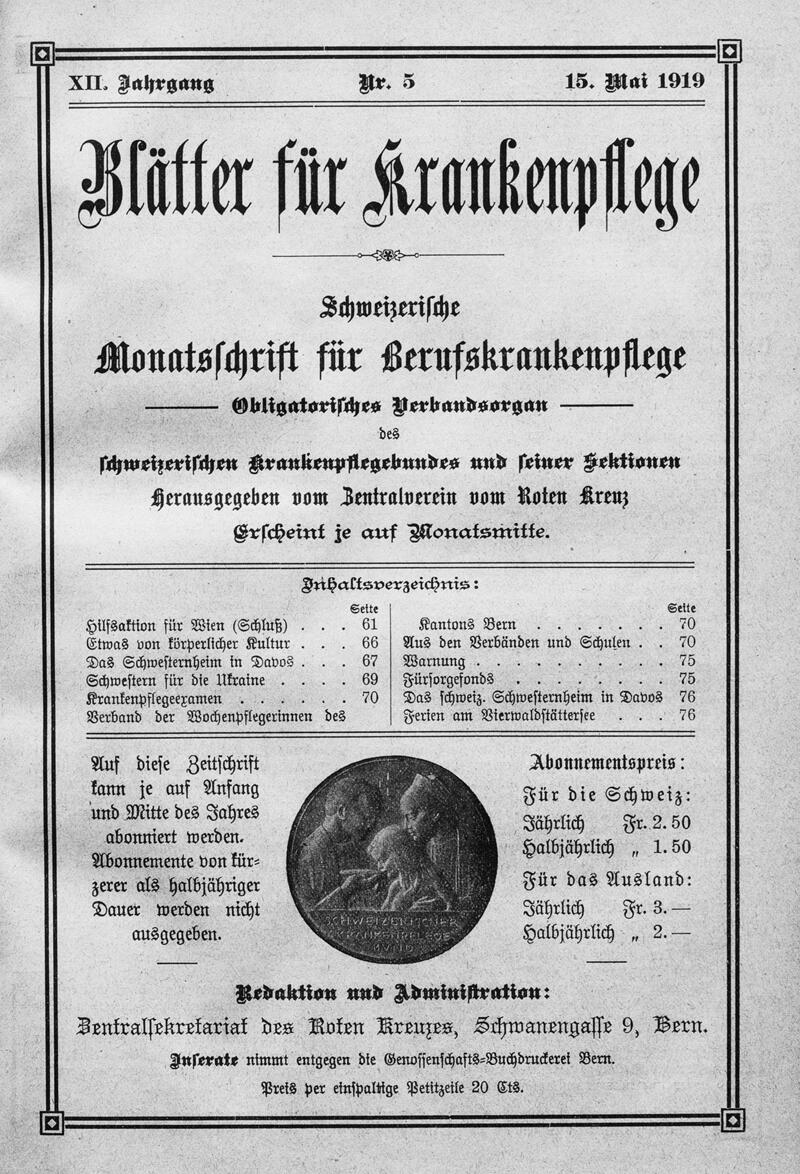 XII. Jahrgang Nr. 5 15. Mai 1919
Blätter für Krankenpflege
Schweizerische
Monatsschrift für Berufskrankenpflege
Obligatorisches Verbandsorgan
des
schweizerischen Krankenpflegebundes und seiner Sektionen
Herausgegeben vom Zentralverein vom Roten Kreuz
Erscheint je auf Monatsmitte.
Inhaltsverzeichnis:
Seite
Hilfsaktion für Wien (Schluß) . . . 61
Etwas von körperlicher Kultur . . . 66
Das Schwesternheim in Davos . . . 67
Schwestern für die Ukraine . . . . 69
Krankenpflegeexamen . . . . . . 70
Verband der Wochenpflegerinnen des
Seite
Kantons Bern . . . . . . . 70
Aus den Verbänden und Schulen . . 70
Warnung . . . . . . . . . . 75
Fürsorgefonds . . . . . . . . 75
Das schweiz. Schwesternheim in Davos 76
Ferien am Vierwaldstättersee . . . 76
Auf diese Zeitschrift
kann je auf Anfang
und Mitte des Jahres
abonniert werden.
Abonnemente von kür-
zerer als halbjähriger
Dauer werden nicht
ausgegeben.
SCHWEIZERISCHER
KRANKENPFLEGE
BUND
Abonnementspreis:
Für die Schweiz:
Jährlich Fr. 2.50
Halbjährlich „ 1.50
Für das Ausland:
Jährlich Fr. 3.—
Halbjährlich „ 2.—
Redaktion und Administration:
Zentralsekretariat des Roten Kreuzes, Schwanengasse 9, Bern.
Inserate nimmt entgegen die Genossenschafts-Buchdruckerei Bern.
Preis per einspaltige Petitzeile 20 Cts.